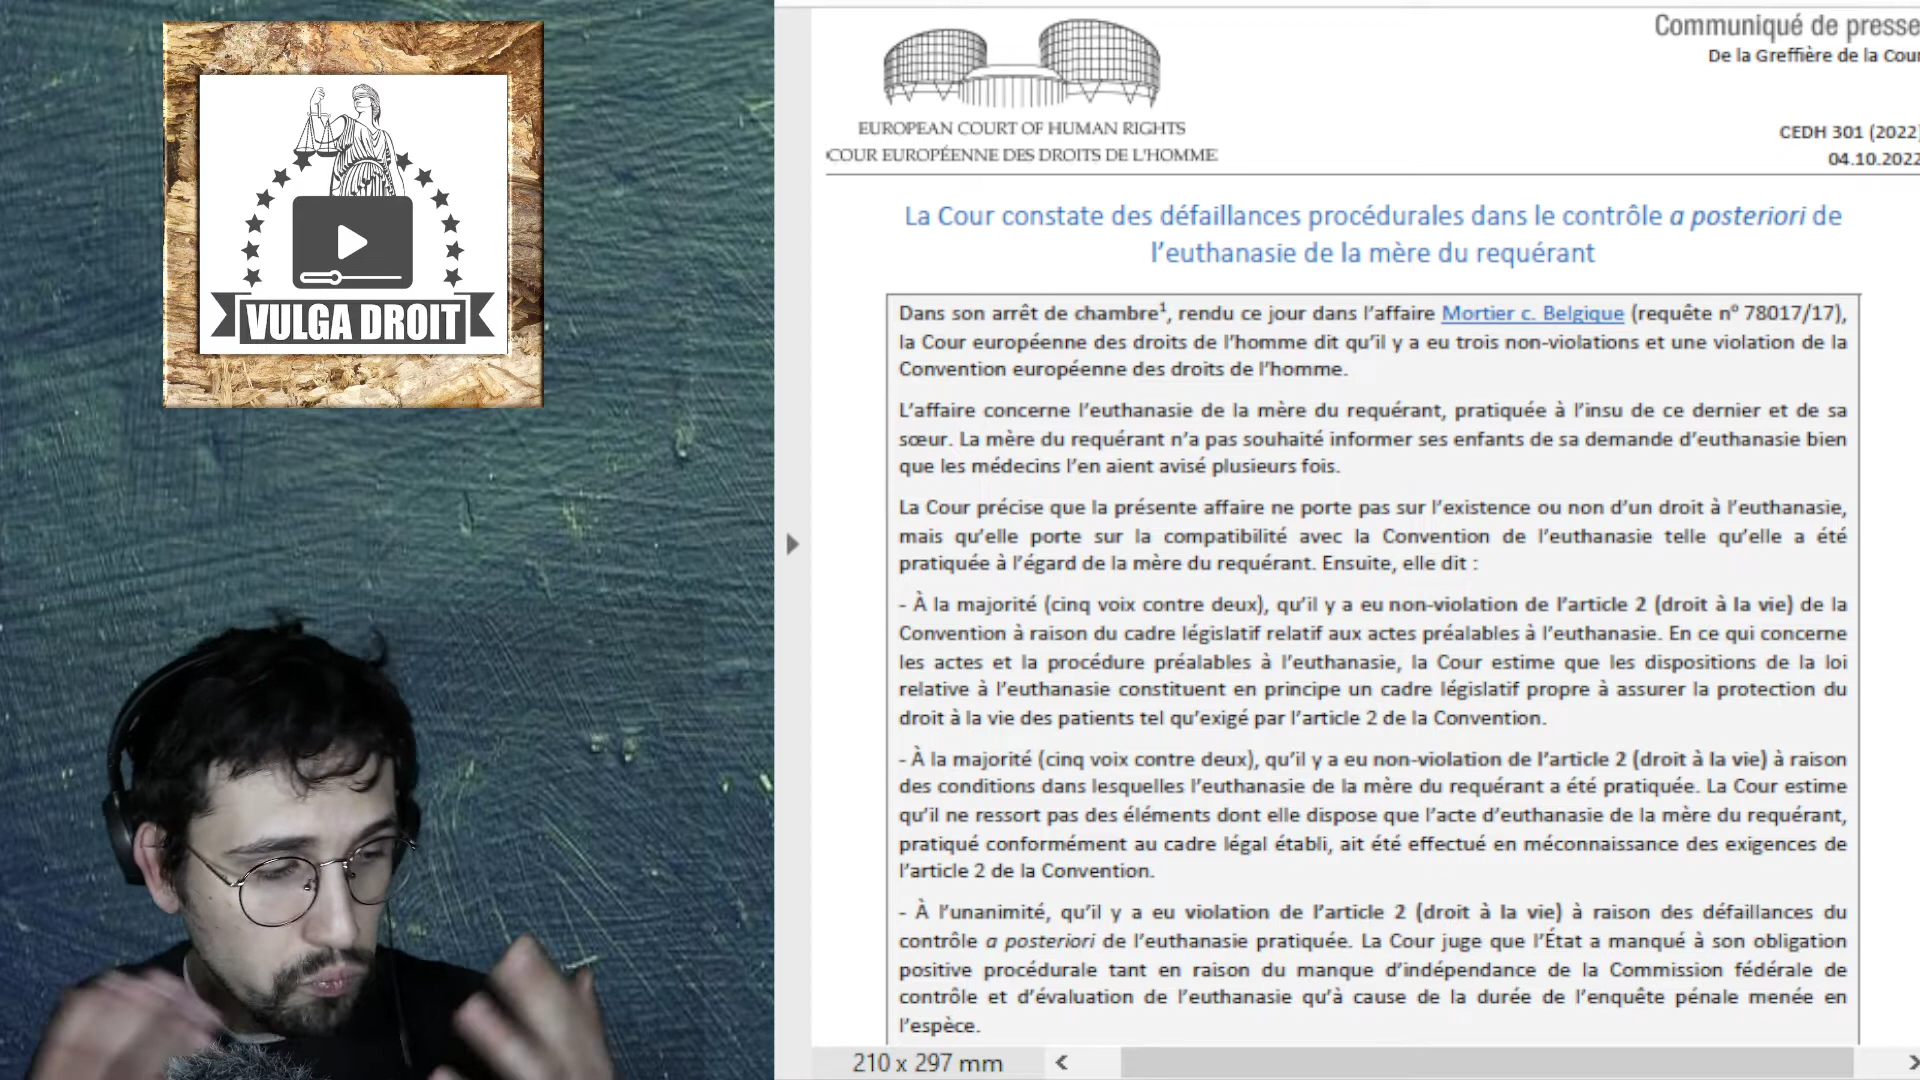 VULGA DROIT
EUROPEAN COURT OF HUMAN RIGHTS
COUR EUROPÉENNE DES DROITS DE L'HOMME
Communiqué de presse
De la Greffière de la Cour
CEDH 301 (2022)
04.10.2022
La Cour constate des défaillances procédurales dans le contrôle a posteriori de
l'euthanasie de la mère du requérant
Dans son arrêt de chambre¹, rendu ce jour dans l'affaire Mortier c. Belgique (requête nº 78017/17),
la Cour européenne des droits de l'homme dit qu'il y a eu trois non-violations et une violation de la
Convention européenne des droits de l'homme.
L'affaire concerne l'euthanasie de la mère du requérant, pratiquée à l'insu de ce dernier et de sa
sœur. La mère du requérant n'a pas souhaité informer ses enfants de sa demande d'euthanasie bien
que les médecins l'en aient avisé plusieurs fois.
La Cour précise que la présente affaire ne porte pas sur l'existence ou non d'un droit à l'euthanasie,
mais qu'elle porte sur la compatibilité avec la Convention de l'euthanasie telle qu'elle a été
pratiquée à l'égard de la mère du requérant. Ensuite, elle dit :
- À la majorité (cinq voix contre deux), qu'il y a eu non-violation de l'article 2 (droit à la vie) de la
Convention à raison du cadre législatif relatif aux actes préalables à l'euthanasie. En ce qui concerne
les actes et la procédure préalables à l'euthanasie, la Cour estime que les dispositions de la loi
relative à l'euthanasie constituent en principe un cadre législatif propre à assurer la protection du
droit à la vie des patients tel qu'exigé par l'article 2 de la Convention.
- À la majorité (cinq voix contre deux), qu'il y a eu non-violation de l'article 2 (droit à la vie) à raison
des conditions dans lesquelles l'euthanasie de la mère du requérant a été pratiquée. La Cour estime
qu'il ne ressort pas des éléments dont elle dispose que l'acte d'euthanasie de la mère du requérant,
pratiqué conformément au cadre légal établi, ait été effectué en méconnaissance des exigences de
l'article 2 de la Convention.
- À l'unanimité, qu'il y a eu violation de l'article 2 (droit à la vie) à raison des défaillances du
contrôle a posteriori de l'euthanasie pratiquée. La Cour juge que l'État a manqué à son obligation
positive procédurale tant en raison du manque d'indépendance de la Commission fédérale de
contrôle et d'évaluation de l'euthanasie qu'à cause de la durée de l'enquête pénale menée en
l'espèce.
210 x 297 mm